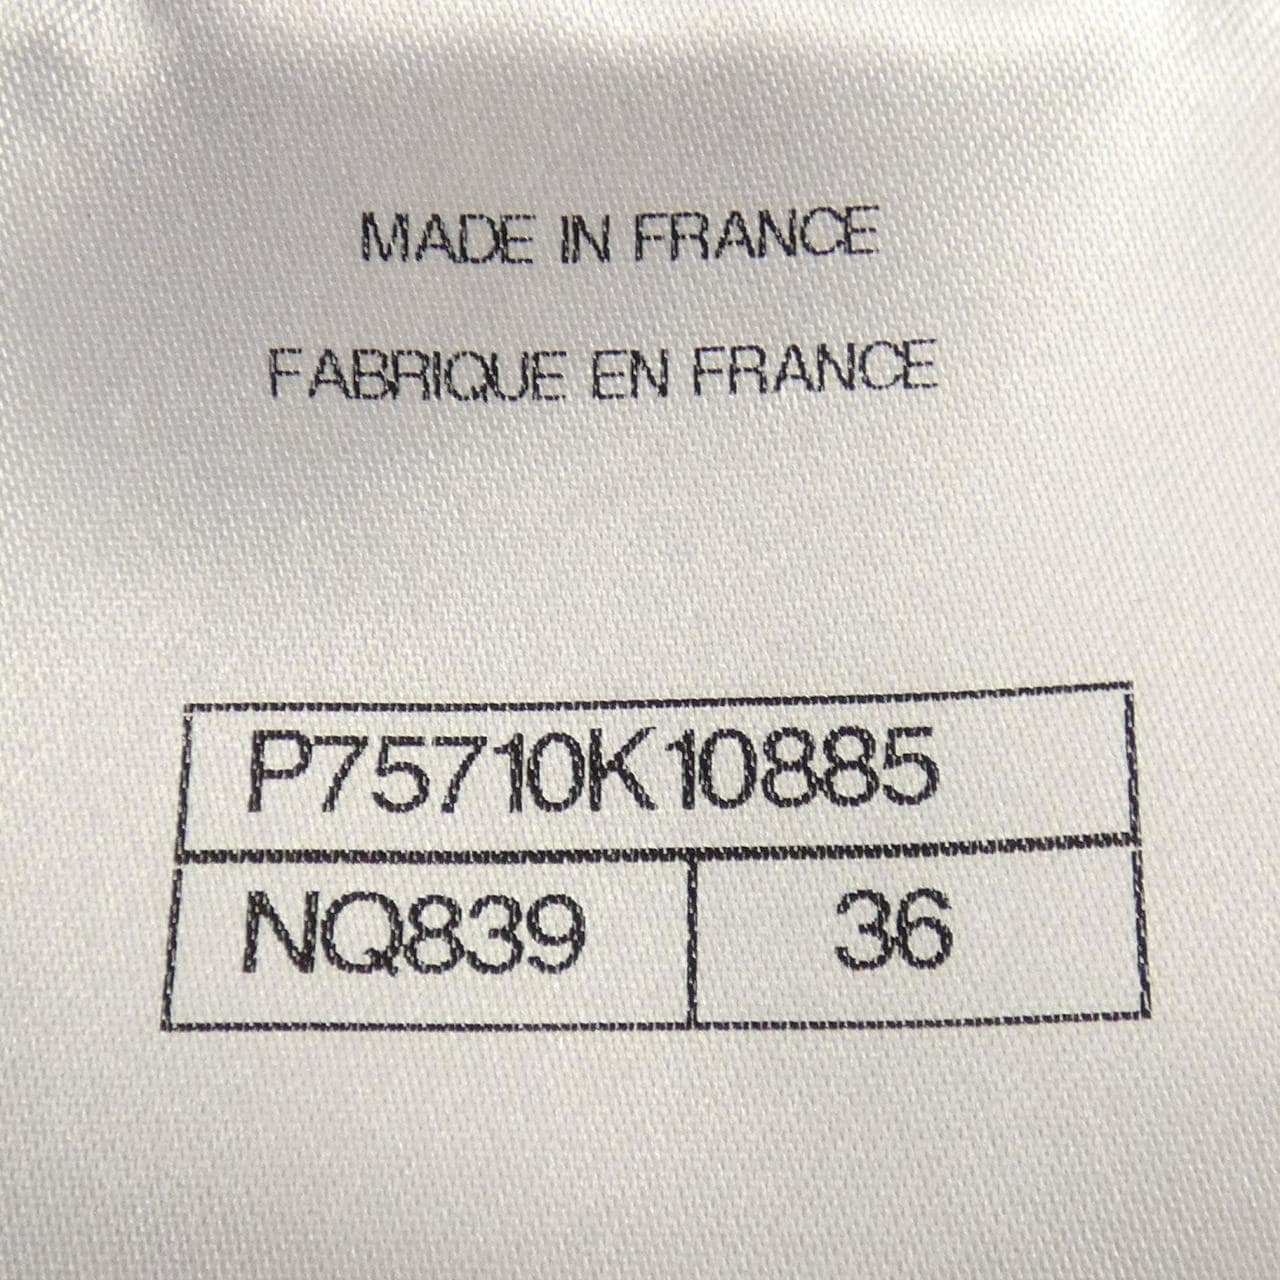 MADE IN FRANCE
FABRIQUE EN FRANCE
P75710K10885
NQ839 36